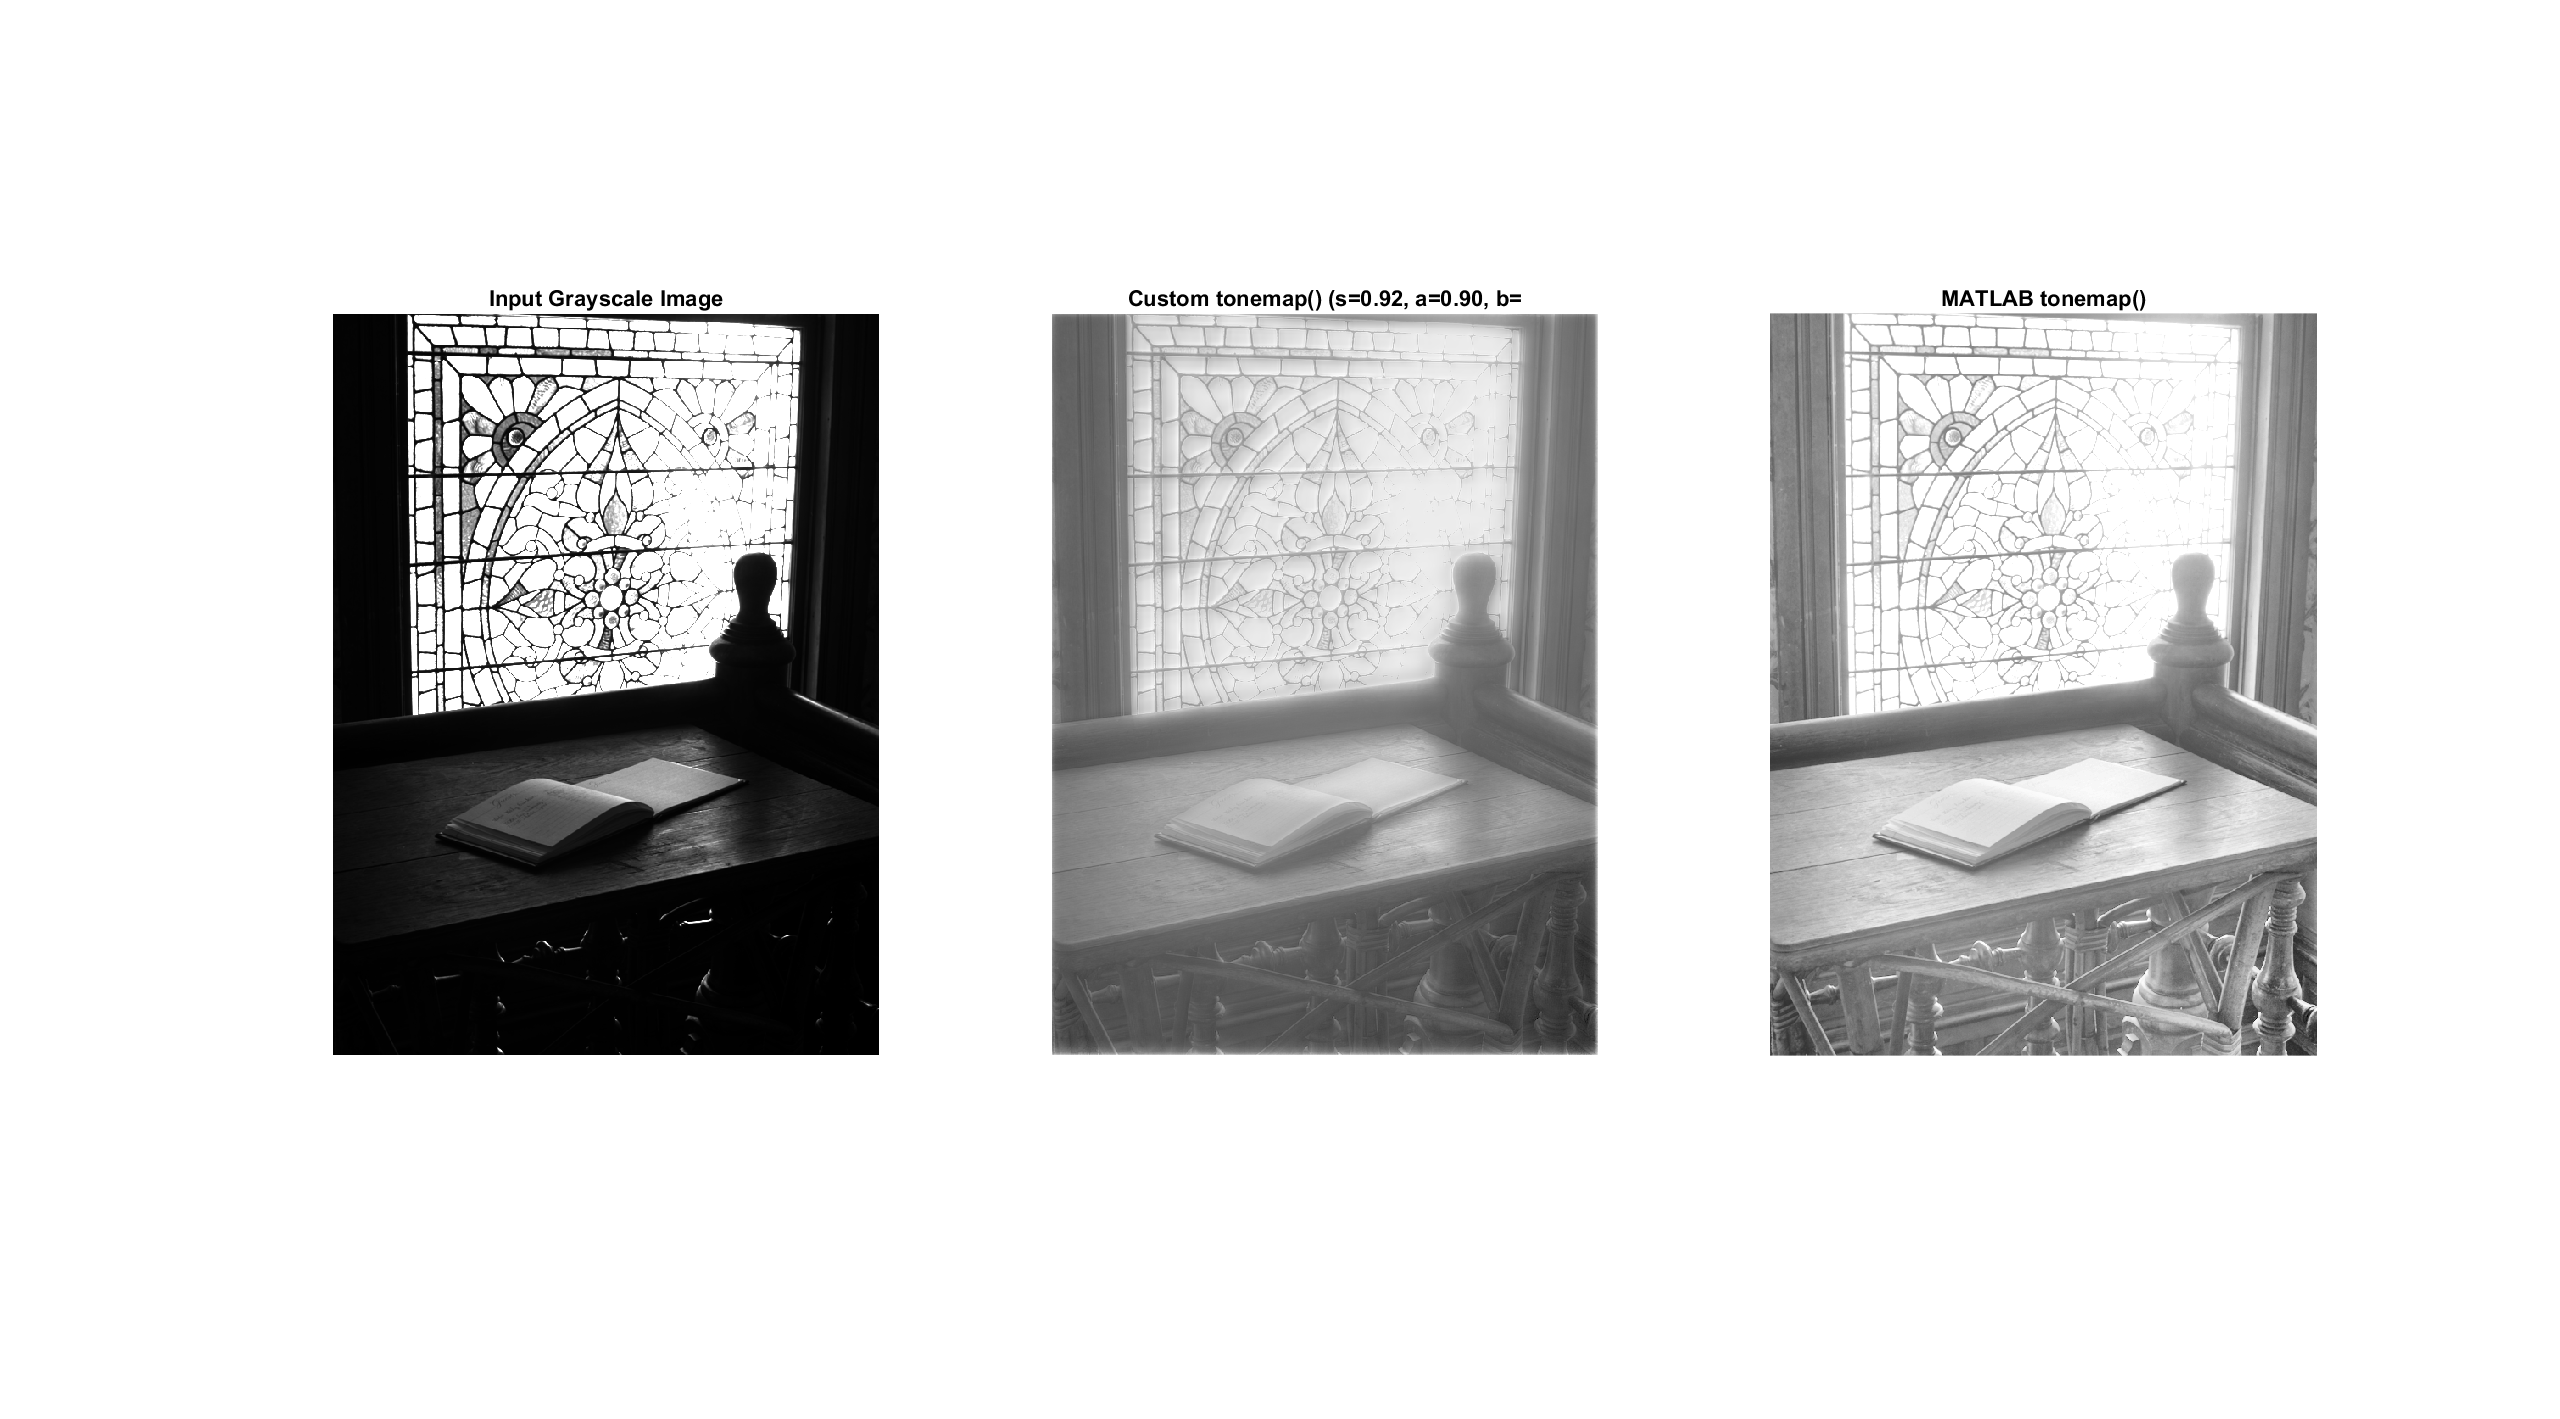 Input Grayscale Image
Custom tonemap() (s=0.92, a=0.90, b=
MATLAB tonemap()